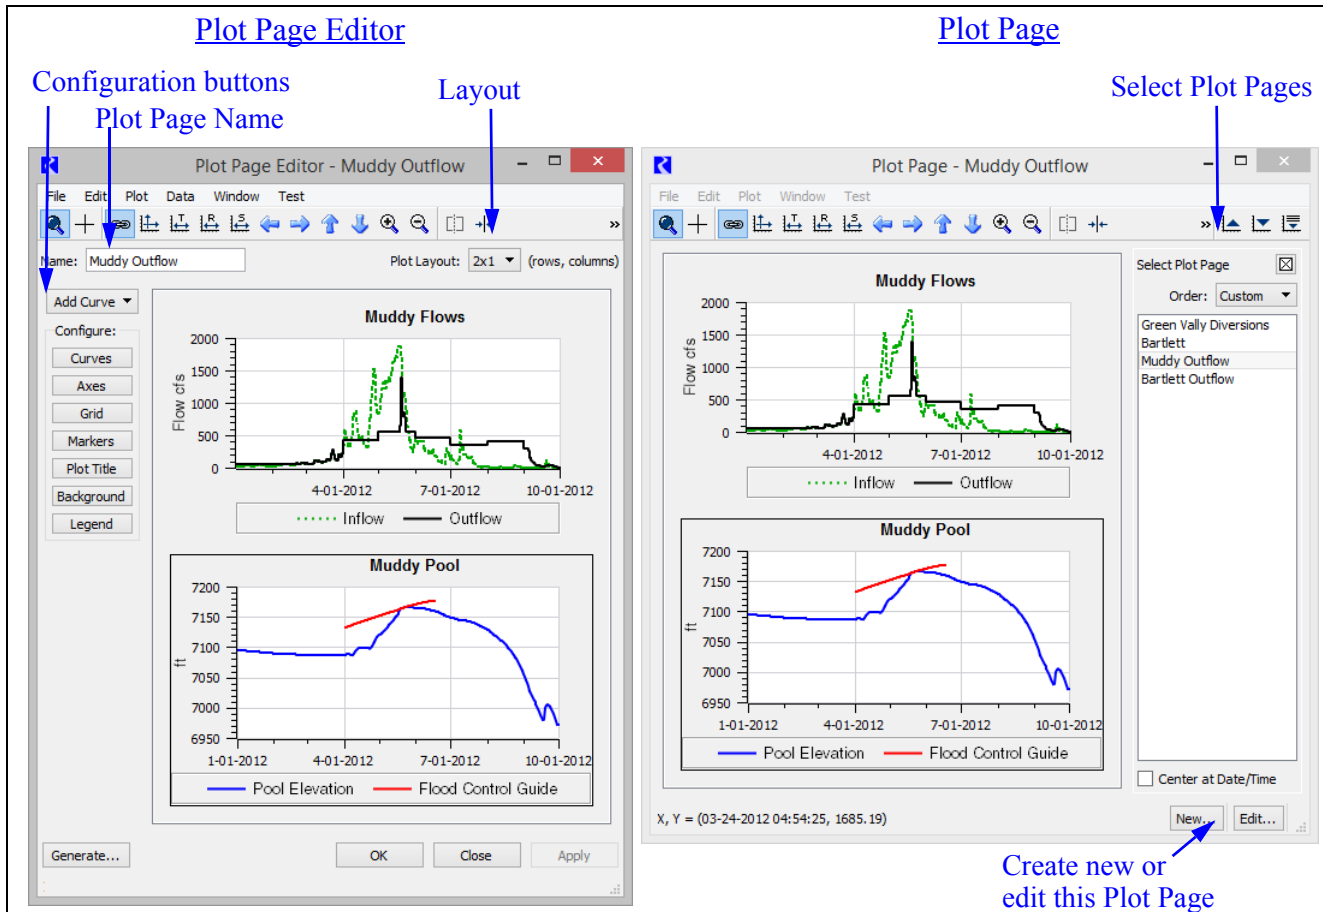 Plot Page Editor
Plot Page
Configuration buttons
Plot Page Name
Layout
Select Plot Pages
Plot Page Editor - Muddy Outflow
File Edit Plot Data Window Test
Name: Muddy Outflow Plot Layout: 2x1 (rows, columns)
Add Curve
Configure:
Curves
Axes
Grid
Markers
Plot Title
Background
Legend
Muddy Flows
Flow cfs
2000
1500
1000
500
0
4-01-2012 7-01-2012 10-01-2012
Inflow Outflow
Muddy Pool
ft
7200
7150
7100
7050
7000
6950
1-01-2012 4-01-2012 7-01-2012 10-01-2012
Pool Elevation Flood Control Guide
Generate... OK Close Apply
Plot Page - Muddy Outflow
File Edit Plot Window Test
Muddy Flows
Flow cfs
2000
1500
1000
500
0
4-01-2012 7-01-2012 10-01-2012
Inflow Outflow
Muddy Pool
ft
7200
7150
7100
7050
7000
6950
1-01-2012 4-01-2012 7-01-2012 10-01-2012
Pool Elevation Flood Control Guide
Select Plot Page
Order: Custom
Green Vally Diversions
Bartlett
Muddy Outflow
Bartlett Outflow
Center at Date/Time
X, Y = (03-24-2012 04:54:25, 1685.19)
New... Edit...
Create new or
edit this Plot Page